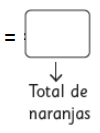 =
Total de
naranjas